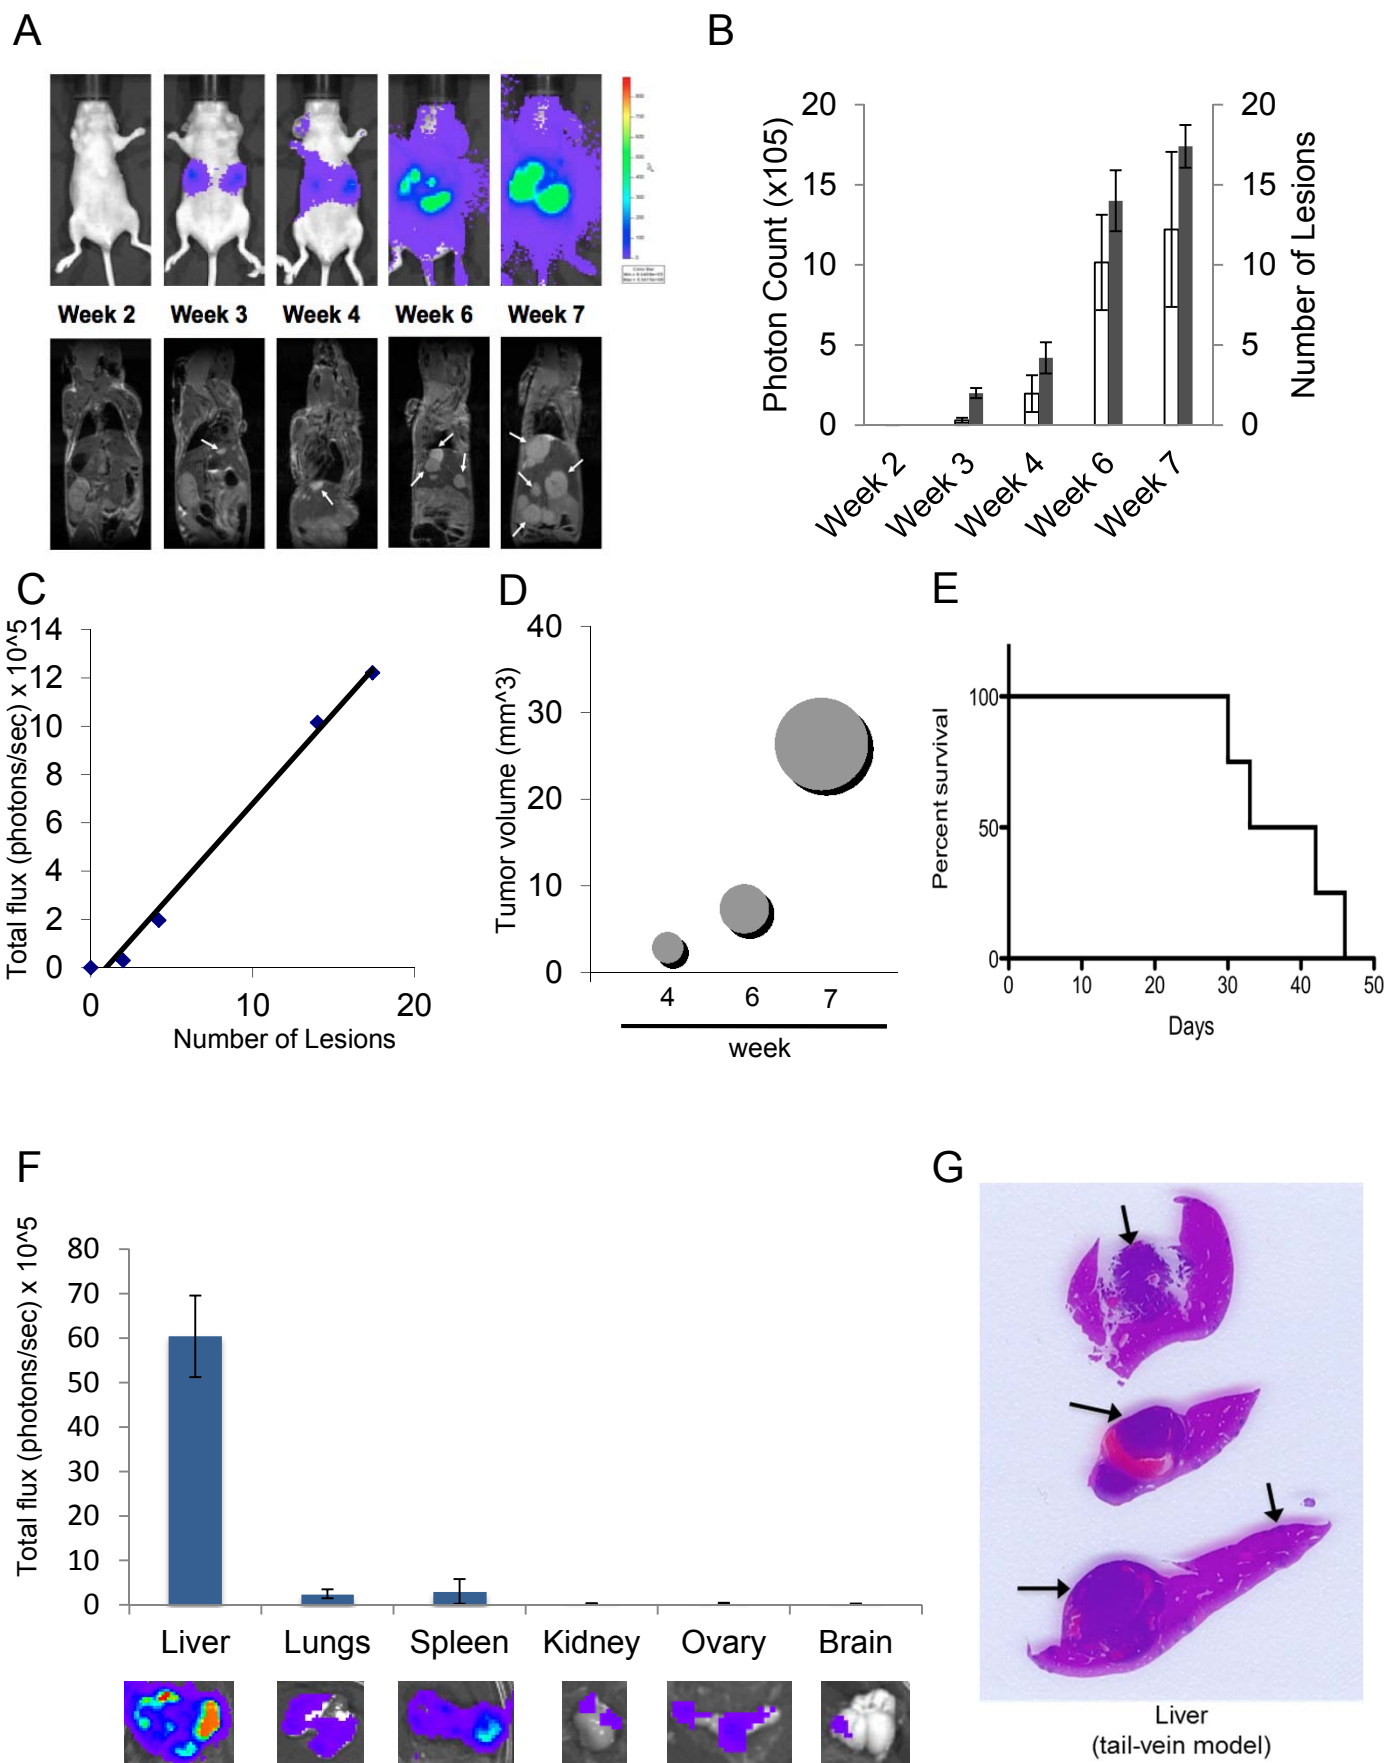 A
B
Week 2 Week 3 Week 4 Week 6 Week 7
Photon Count (x105)
20
15
10
5
0
20
15
10
5
0
Number of Lesions
Week 2
Week 3
Week 4
Week 6
Week 7
C
Total flux (photons/sec) x 10^5
14
12
10
8
6
4
2
0
0 10 20
Number of Lesions
D
Tumor volume (mm^3)
40
30
20
10
0
4 6 7
week
E
Percent survival
100
50
0
0 10 20 30 40 50
Days
F
Total flux (photons/sec) x 10^5
80
70
60
50
40
30
20
10
0
Liver Lungs Spleen Kidney Ovary Brain
G
Liver
(tail-vein model)